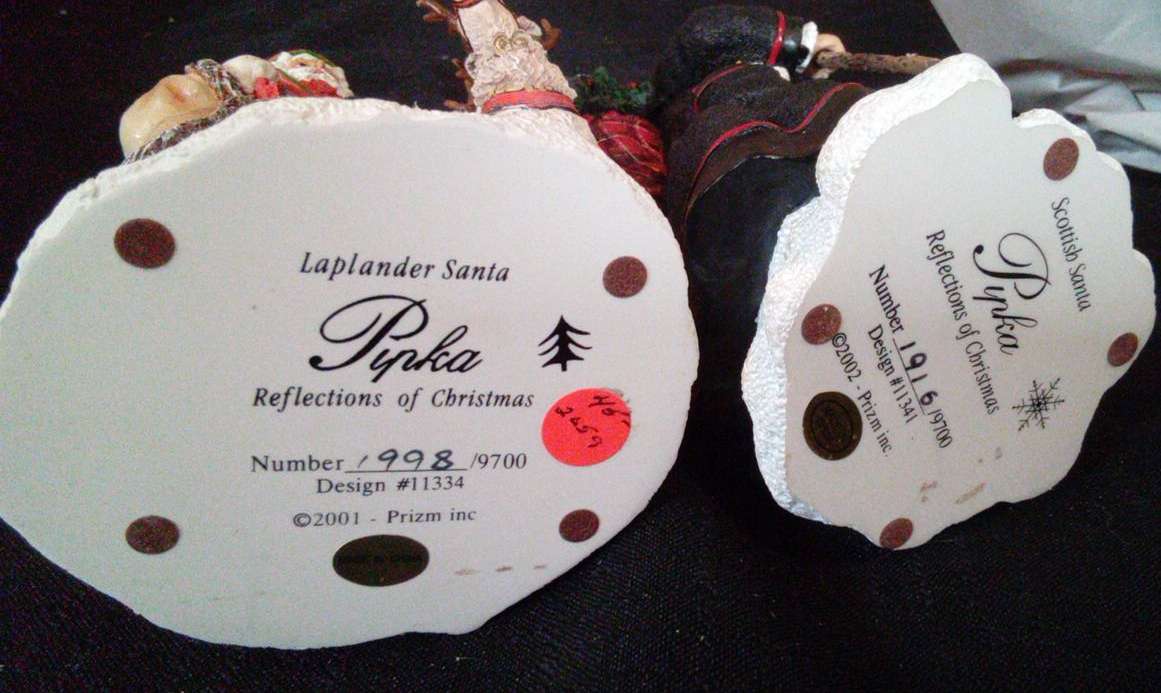 Laplander Santa
Pipka
Reflections of Christmas
Number 1998 /9700
Design #11334
©2001 - Prizm inc
Scottish Santa
Pipka
Reflections of Christmas
Number 1916/9700
Design #11341
©2002 - Prizm inc.